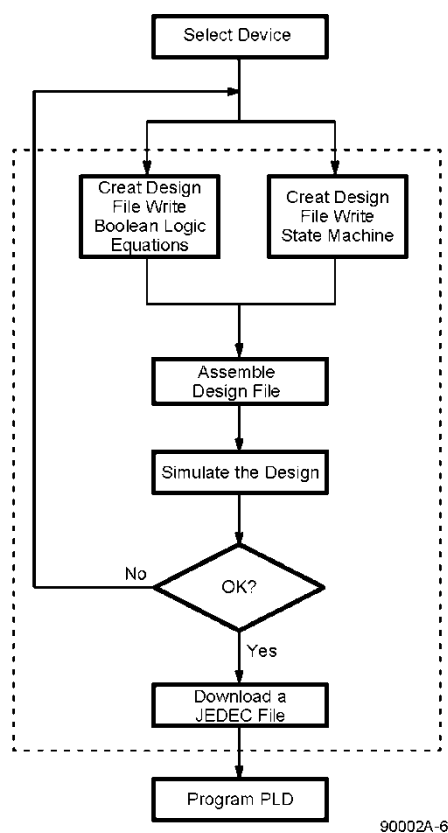 Select Device
Creat Design
File Write
Boolean Logic
Equations
Creat Design
File Write
State Machine
Assemble
Design File
Simulate the Design
OK?
No
Yes
Download a
JEDEC File
Program PLD
90002A-6